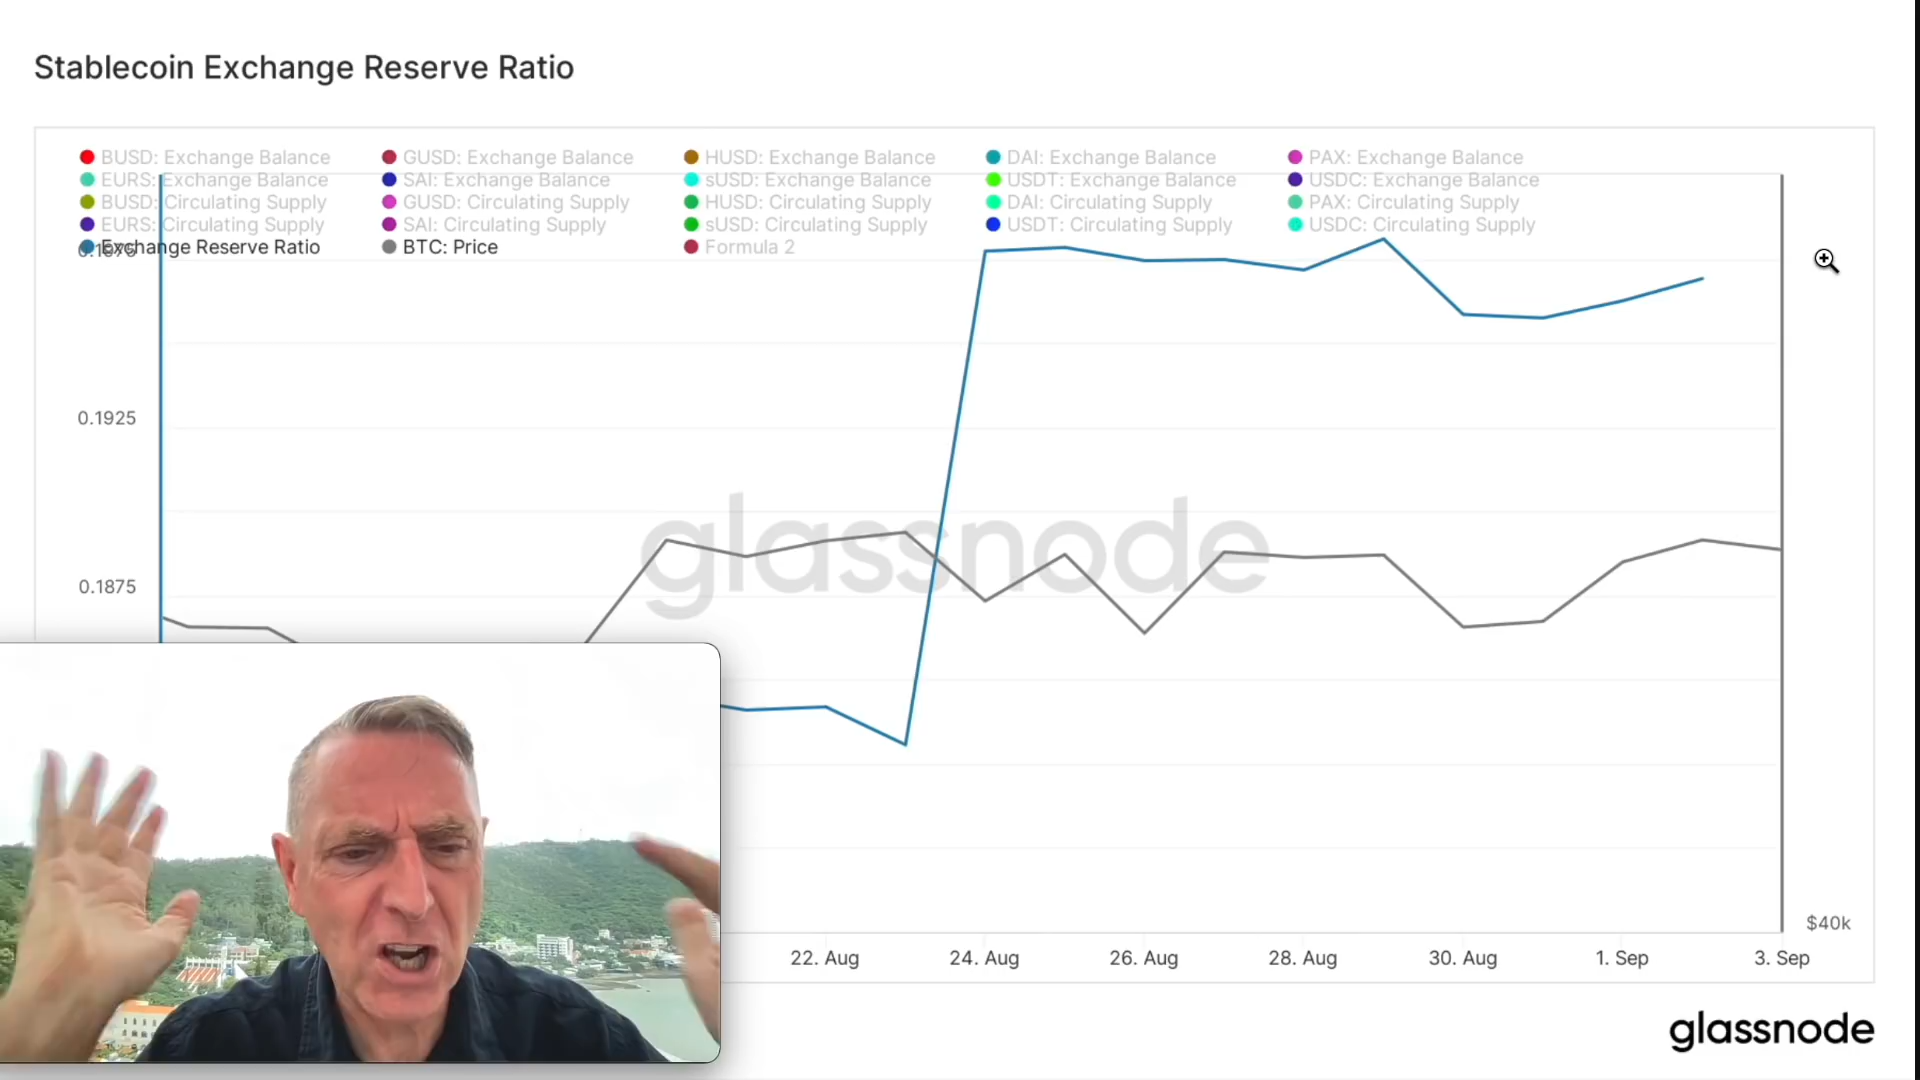 Stablecoin Exchange Reserve Ratio
BUSD: Exchange Balance GUSD: Exchange Balance HUSD: Exchange Balance DAI: Exchange Balance PAX: Exchange Balance
EURS: Exchange Balance SAI: Exchange Balance sUSD: Exchange Balance USDT: Exchange Balance USDC: Exchange Balance
BUSD: Circulating Supply GUSD: Circulating Supply HUSD: Circulating Supply DAI: Circulating Supply PAX: Circulating Supply
EURS: Circulating Supply SAI: Circulating Supply sUSD: Circulating Supply USDT: Circulating Supply USDC: Circulating Supply
Exchange Reserve Ratio BTC: Price Formula 2
0.1975
0.1925
glassnode
0.1875
$40k
22. Aug 24. Aug 26. Aug 28. Aug 30. Aug 1. Sep 3. Sep
glassnode